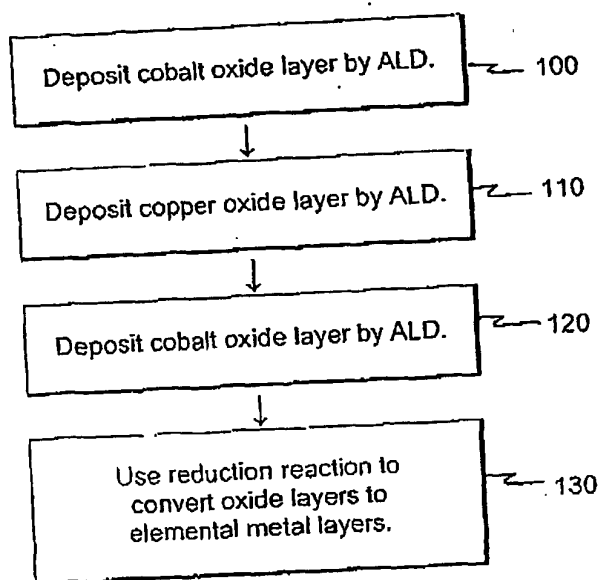 Deposit cobalt oxide layer by ALD.
100
Deposit copper oxide layer by ALD.
110
Deposit cobalt oxide layer by ALD.
120
Use reduction reaction to
convert oxide layers to
elemental metal layers.
130